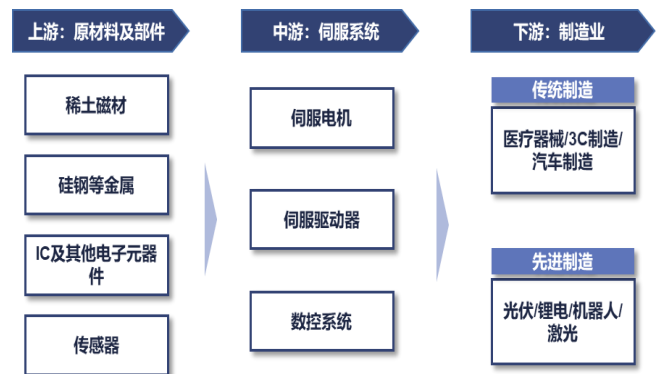 上游：原材料及部件
中游：伺服系统
下游：制造业
稀土磁材
硅钢等金属
IC及其他电子元器
件
传感器
伺服电机
伺服驱动器
数控系统
传统制造
医疗器械/3C制造/
汽车制造
先进制造
光伏/锂电/机器人/
激光